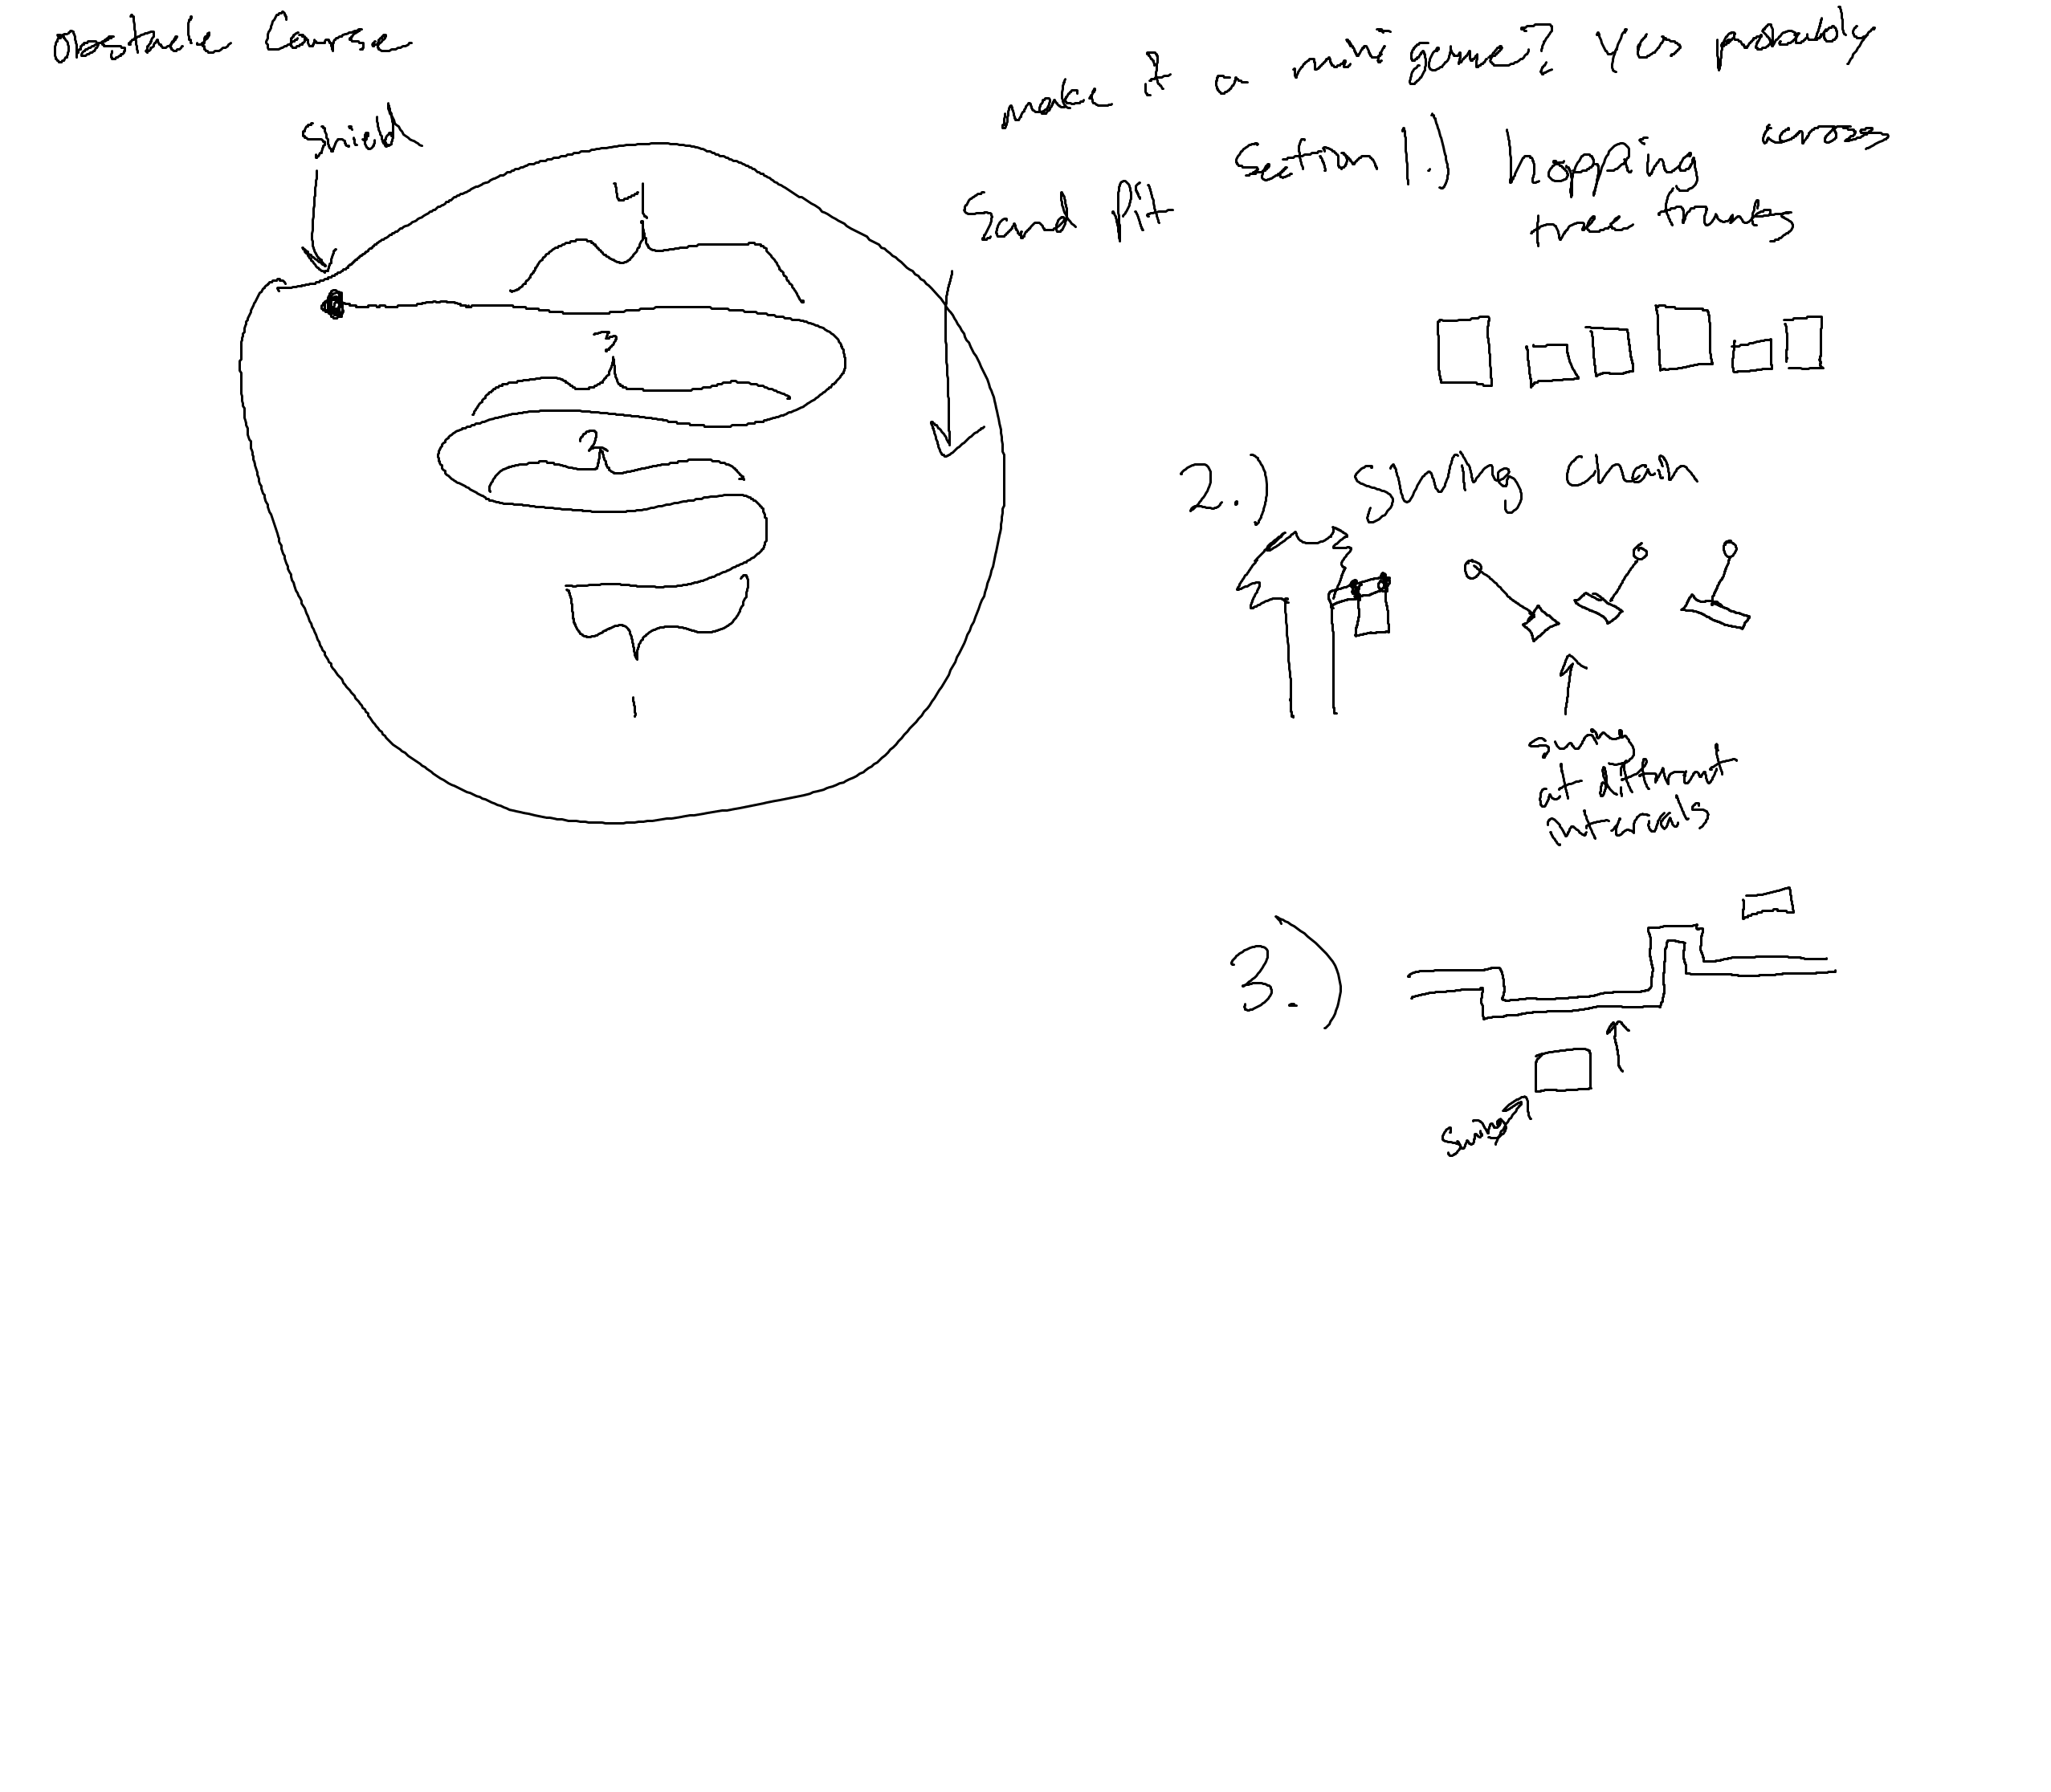 Obstacle Course
make it a mini game? Yes probably
Shield
Sand Pit
Section 1.) hopping across
tree trunks
4
3
2
1
2.) Swing chain
swing
at different
intervals
3.)
Swing